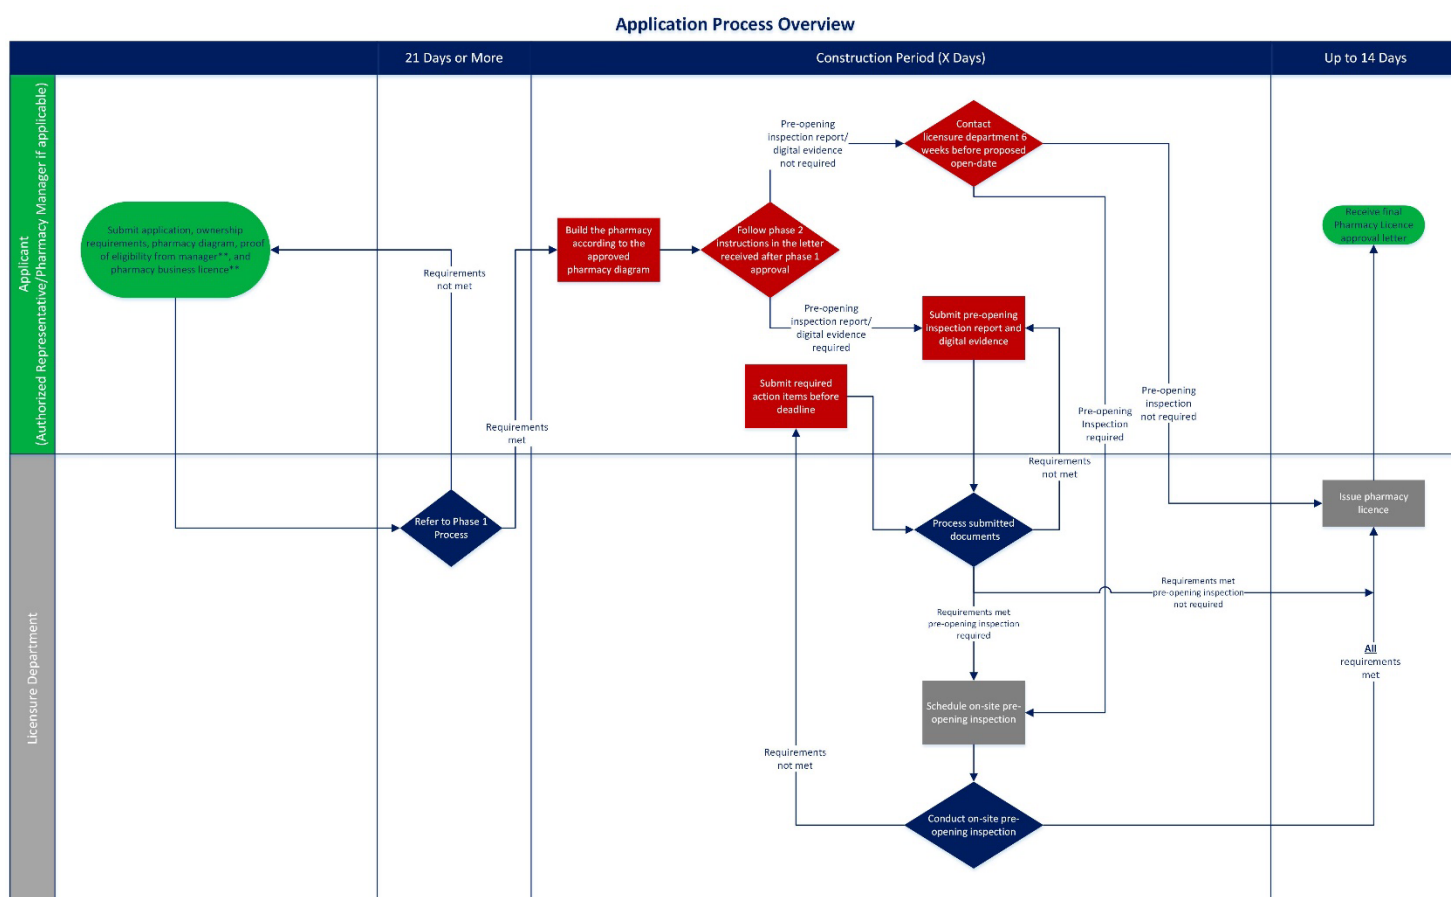 Application Process Overview
21 Days or More
Construction Period (X Days)
Up to 14 Days
Applicant
(Authorized Representative/Pharmacy Manager if applicable)
Submit application, ownership
requirements, pharmacy diagram, proof
of eligibility from manager**, and
pharmacy business licence**
Requirements
not met
Requirements
met
Build the pharmacy
according to the
approved
pharmacy diagram
Follow phase 2
instructions in the letter
received after phase 1
approval
Pre-opening
inspection report/
digital evidence
not required
Contact
licensure department 6
weeks before proposed
open-date
Pre-opening
inspection report/
digital evidence
required
Submit pre-opening
inspection report and
digital evidence
Submit required
action items before
deadline
Pre-opening
Inspection
required
Pre-opening
inspection
not required
Receive final
Pharmacy Licence
approval letter
Licensure Department
Refer to Phase 1
Process
Process submitted
documents
Requirements
not met
Issue pharmacy
licence
Requirements met
pre-opening inspection
not required
Requirements met
pre-opening inspection
required
All
requirements
met
Schedule on-site pre-
opening inspection
Requirements
not met
Conduct on-site pre-
opening inspection